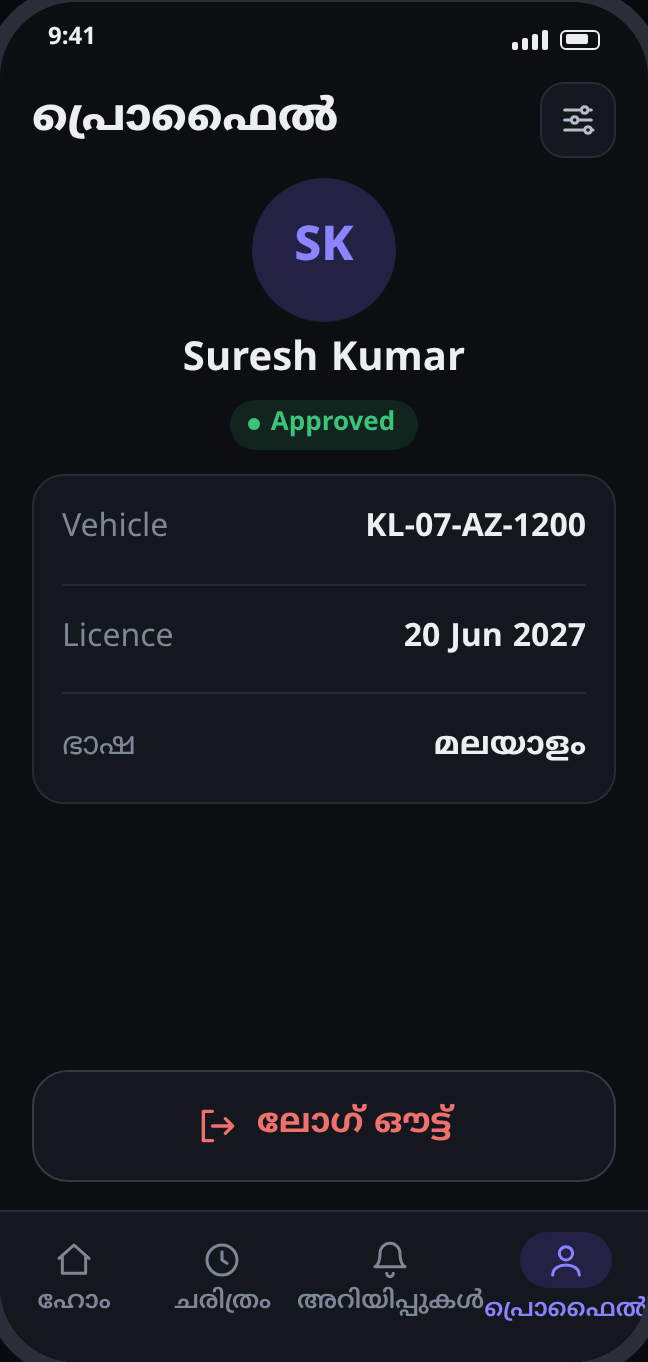 9:41
പ്രൊഫൈൽ
SK
Suresh Kumar
Approved
Vehicle KL-07-AZ-1200
Licence 20 Jun 2027
ഭാഷ മലയാളം
ലോഗ് ഔട്ട്
ഹോം ചരിത്രം അറിയിപ്പുകൾ പ്രൊഫൈൽ